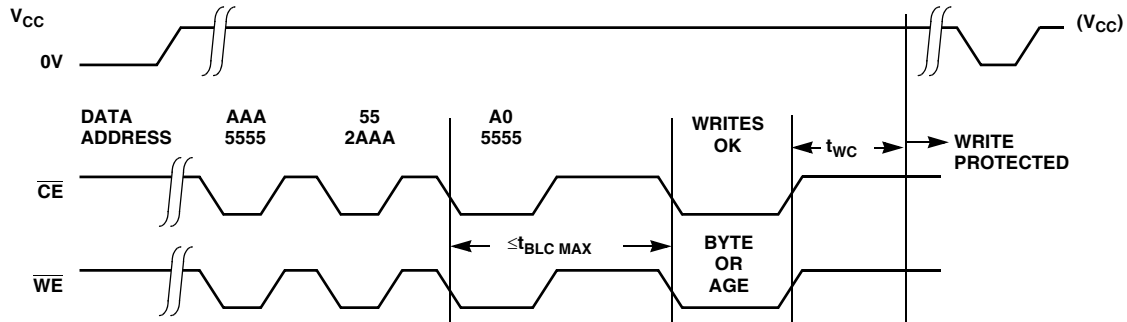 VCC
(VCC)
0V
DATA AAA 55 A0
ADDRESS 5555 2AAA 5555
WRITES
OK
tWC
WRITE
PROTECTED
CE
≤tBLC MAX
BYTE
OR
AGE
WE